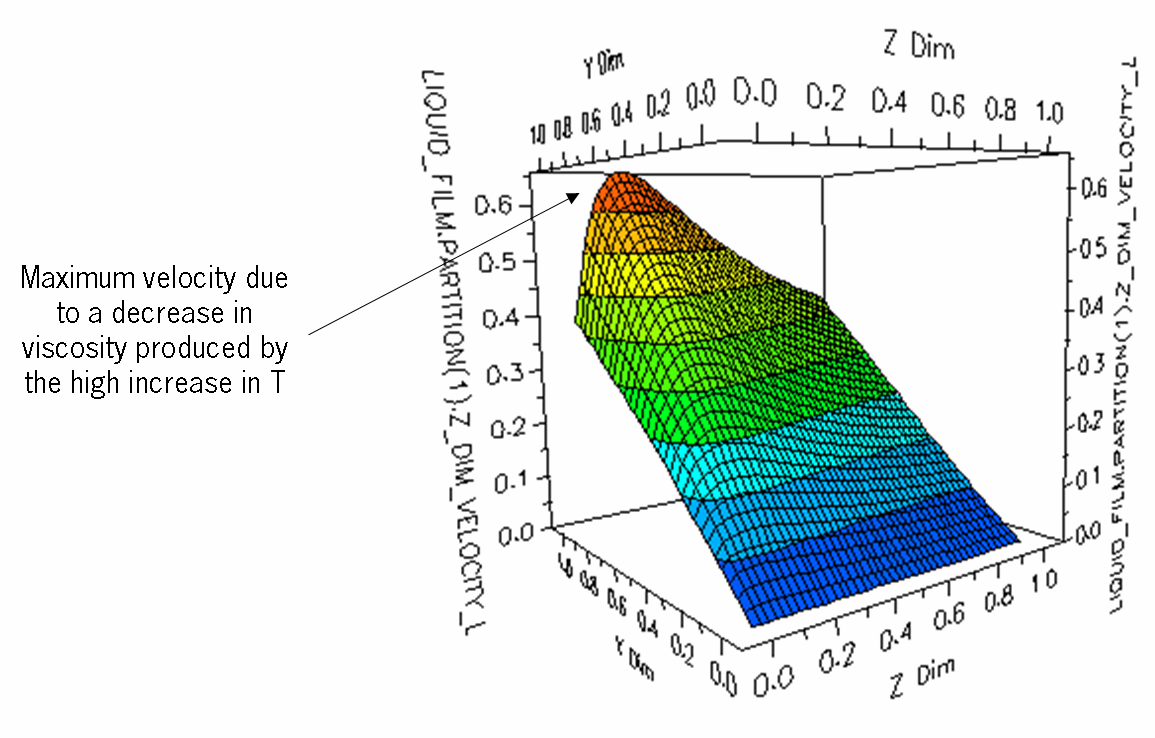 Z Dim
Y Dim
1.0 0.8 0.6 0.4 0.2 0.0 0.0 0.2 0.4 0.6 0.8 1.0
LIQUID_FILM.PARTITION(1).Z_DIM_VELOCITY_L
0.6
0.5
0.4
0.3
0.2
0.1
0.0
Maximum velocity due
to a decrease in
viscosity produced by
the high increase in T
0.6
0.5
0.4
0.3
0.2
0.1
0.0
LIQUID_FILM.PARTITION(1).Z_DIM_VELOCITY_L
1.0 0.8 0.6 0.4 0.2 0.0
Y Dim
0.0 0.2 0.4 0.6 0.8 1.0
Z Dim